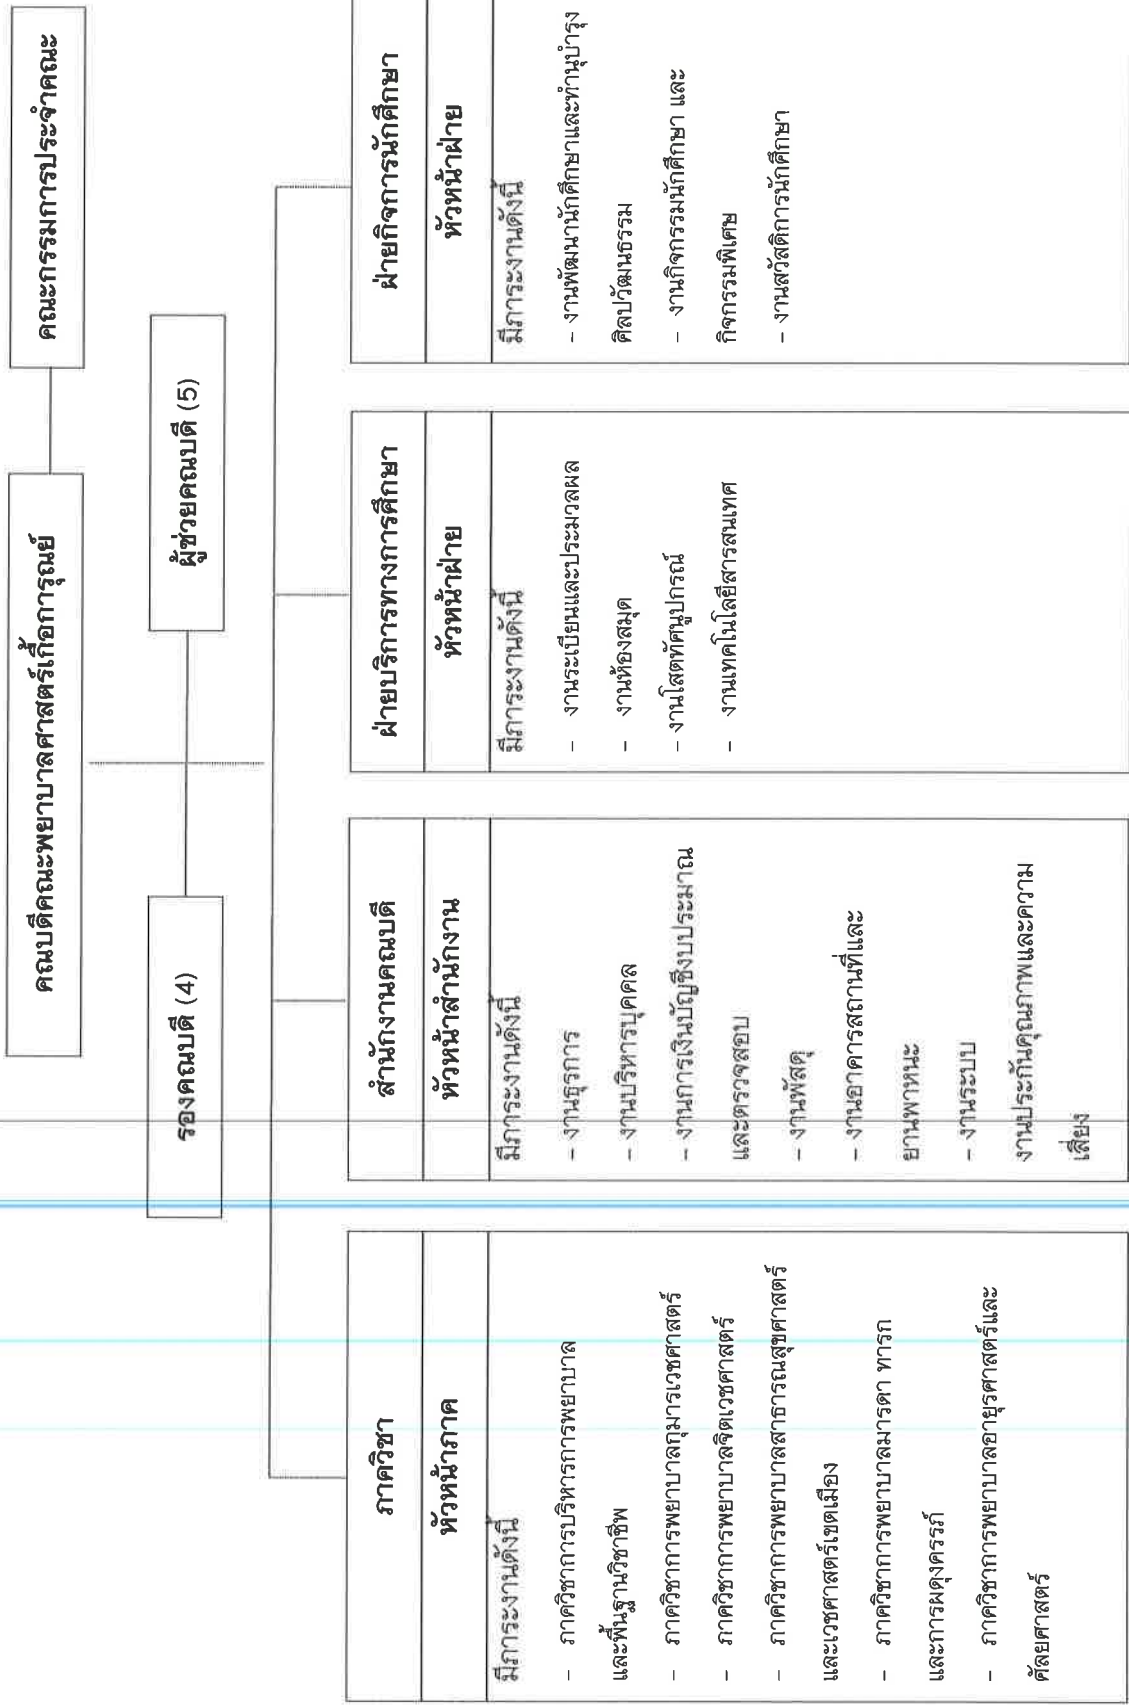 คณบดีคณะพยาบาลศาสตร์เกื้อการุณย์
คณะกรรมการประจำคณะ
รองคณบดี (4)
ผู้ช่วยคณบดี (5)
ภาควิชา
หัวหน้าภาค
มีภาระงานดังนี้
- ภาควิชาการบริหารการพยาบาล
และพื้นฐานวิชาชีพ
- ภาควิชาการพยาบาลกุมารเวชศาสตร์
- ภาควิชาการพยาบาลจิตเวชศาสตร์
- ภาควิชาการพยาบาลสาธารณสุขศาสตร์
และเวชศาสตร์เขตเมือง
- ภาควิชาการพยาบาลมารดา ทารก
และการผดุงครรภ์
- ภาควิชาการพยาบาลอายุรศาสตร์และ
ศัลยศาสตร์
สำนักงานคณบดี
หัวหน้าสำนักงาน
มีภาระงานดังนี้
- งานธุรการ
- งานบริหารบุคคล
- งานการเงินบัญชีงบประมาณ
และตรวจสอบ
- งานพัสดุ
- งานอาคารสถานที่และ
ยานพาหนะ
- งานระบบ
งานประกันคุณภาพและความ
เสี่ยง
ฝ่ายบริการทางการศึกษา
หัวหน้าฝ่าย
มีภาระงานดังนี้
- งานระเบียนและประมวลผล
- งานห้องสมุด
- งานโสตทัศนูปกรณ์
- งานเทคโนโลยีสารสนเทศ
ฝ่ายกิจการนักศึกษา
หัวหน้าฝ่าย
มีภาระงานดังนี้
- งานพัฒนานักศึกษาและทำนุบำรุง
ศิลปวัฒนธรรม
- งานกิจกรรมนักศึกษา และ
กิจกรรมพิเศษ
- งานสวัสดิการนักศึกษา